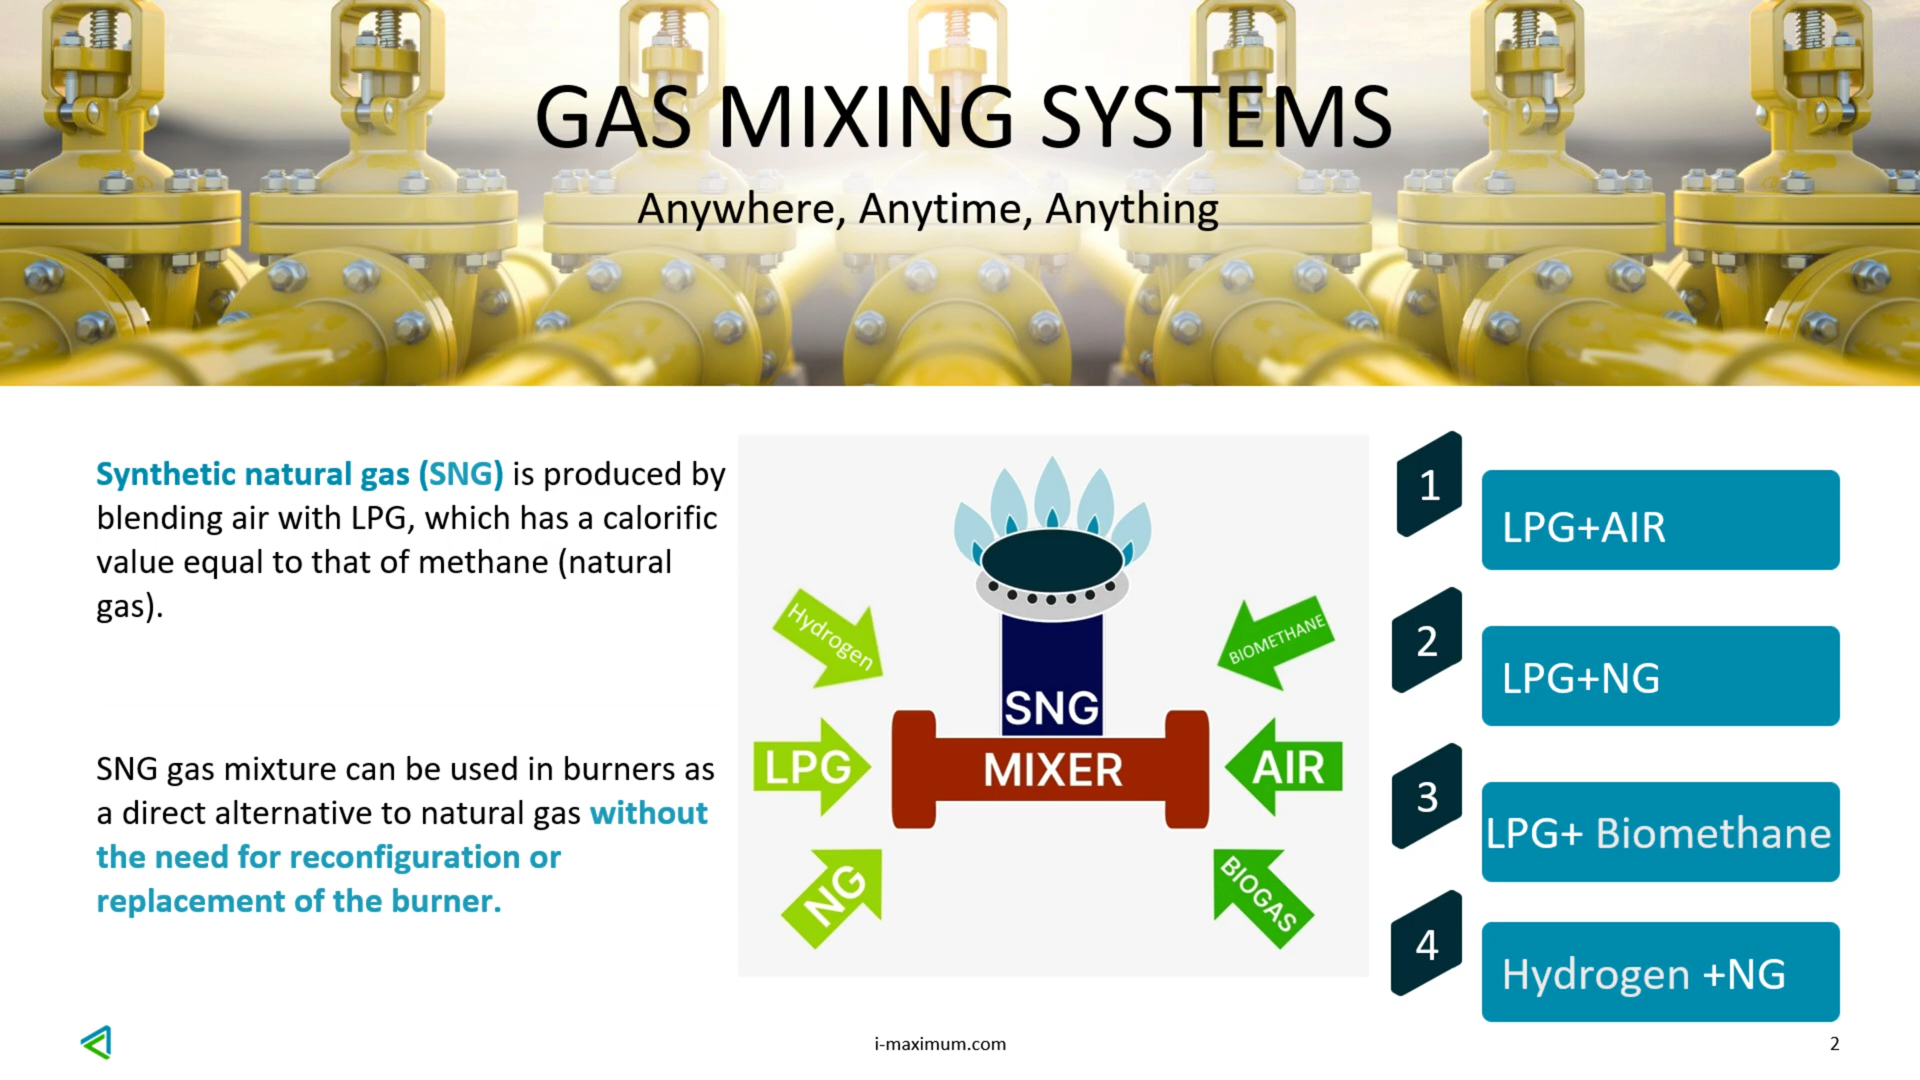 GAS MIXING SYSTEMS
Anywhere, Anytime, Anything
Synthetic natural gas (SNG) is produced by
blending air with LPG, which has a calorific
value equal to that of methane (natural
gas).
SNG gas mixture can be used in burners as
a direct alternative to natural gas without
the need for reconfiguration or
replacement of the burner.
Hydrogen
BIOMETHANE
SNG
LPG
MIXER
AIR
NG
BIOGAS
1
LPG+AIR
2
LPG+NG
3
LPG+ Biomethane
4
Hydrogen +NG
i-maximum.com
2